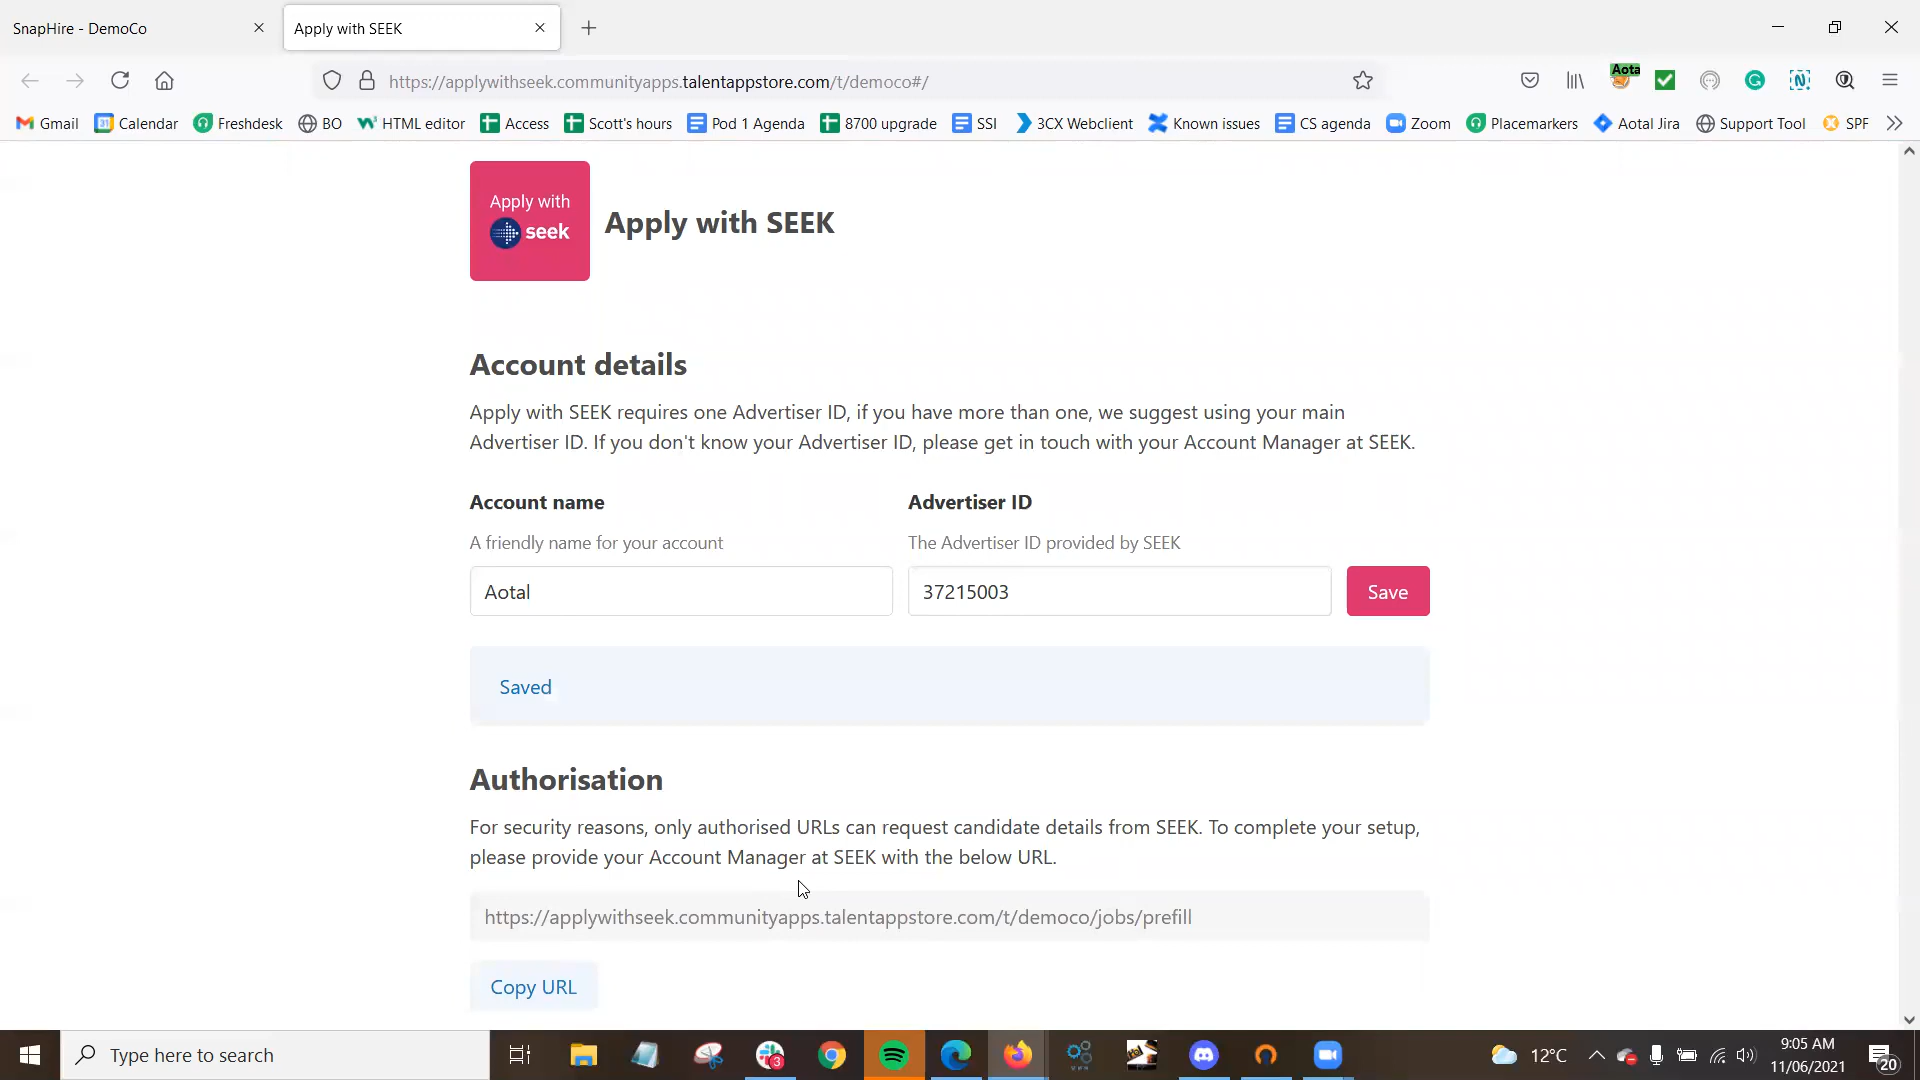 SnapHire - DemoCo
Apply with SEEK
https://applywithseek.communityapps.talentappstore.com/t/democo#/
Aota
Gmail
31 Calendar
Freshdesk
BO
HTML editor
Access
Scott's hours
Pod 1 Agenda
8700 upgrade
SSI
3CX Webclient
Known issues
CS agenda
Zoom
Placemarkers
Aotal Jira
Support Tool
SPF
Apply with
seek
Apply with SEEK
Account details
Apply with SEEK requires one Advertiser ID, if you have more than one, we suggest using your main
Advertiser ID. If you don't know your Advertiser ID, please get in touch with your Account Manager at SEEK.
Account name
Advertiser ID
A friendly name for your account
The Advertiser ID provided by SEEK
Aotal
37215003
Save
Saved
Authorisation
For security reasons, only authorised URLs can request candidate details from SEEK. To complete your setup,
please provide your Account Manager at SEEK with the below URL.
https://applywithseek.communityapps.talentappstore.com/t/democo/jobs/prefill
Copy URL
Type here to search
3
VPN
12°C
9:05 AM
11/06/2021
20